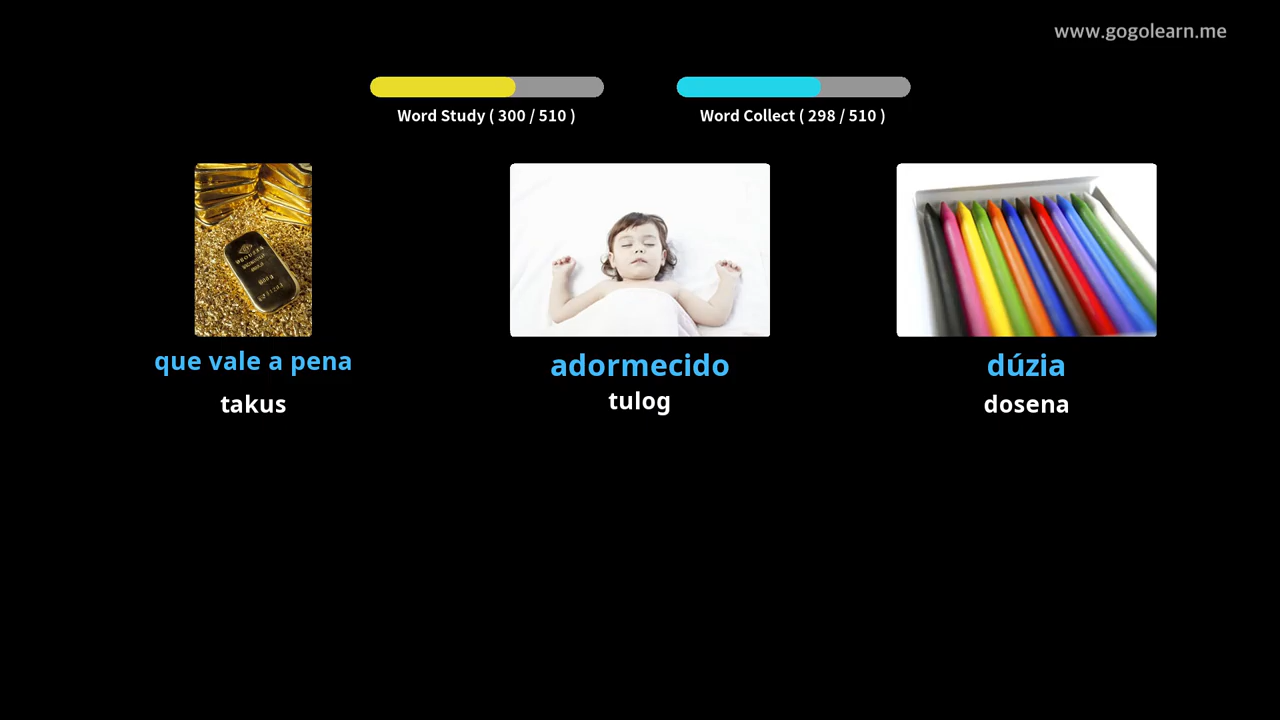 www.gogolearn.me
Word Study ( 300 / 510 )
Word Collect ( 298 / 510 )
que vale a pena
adormecido
dúzia
takus
tulog
dosena